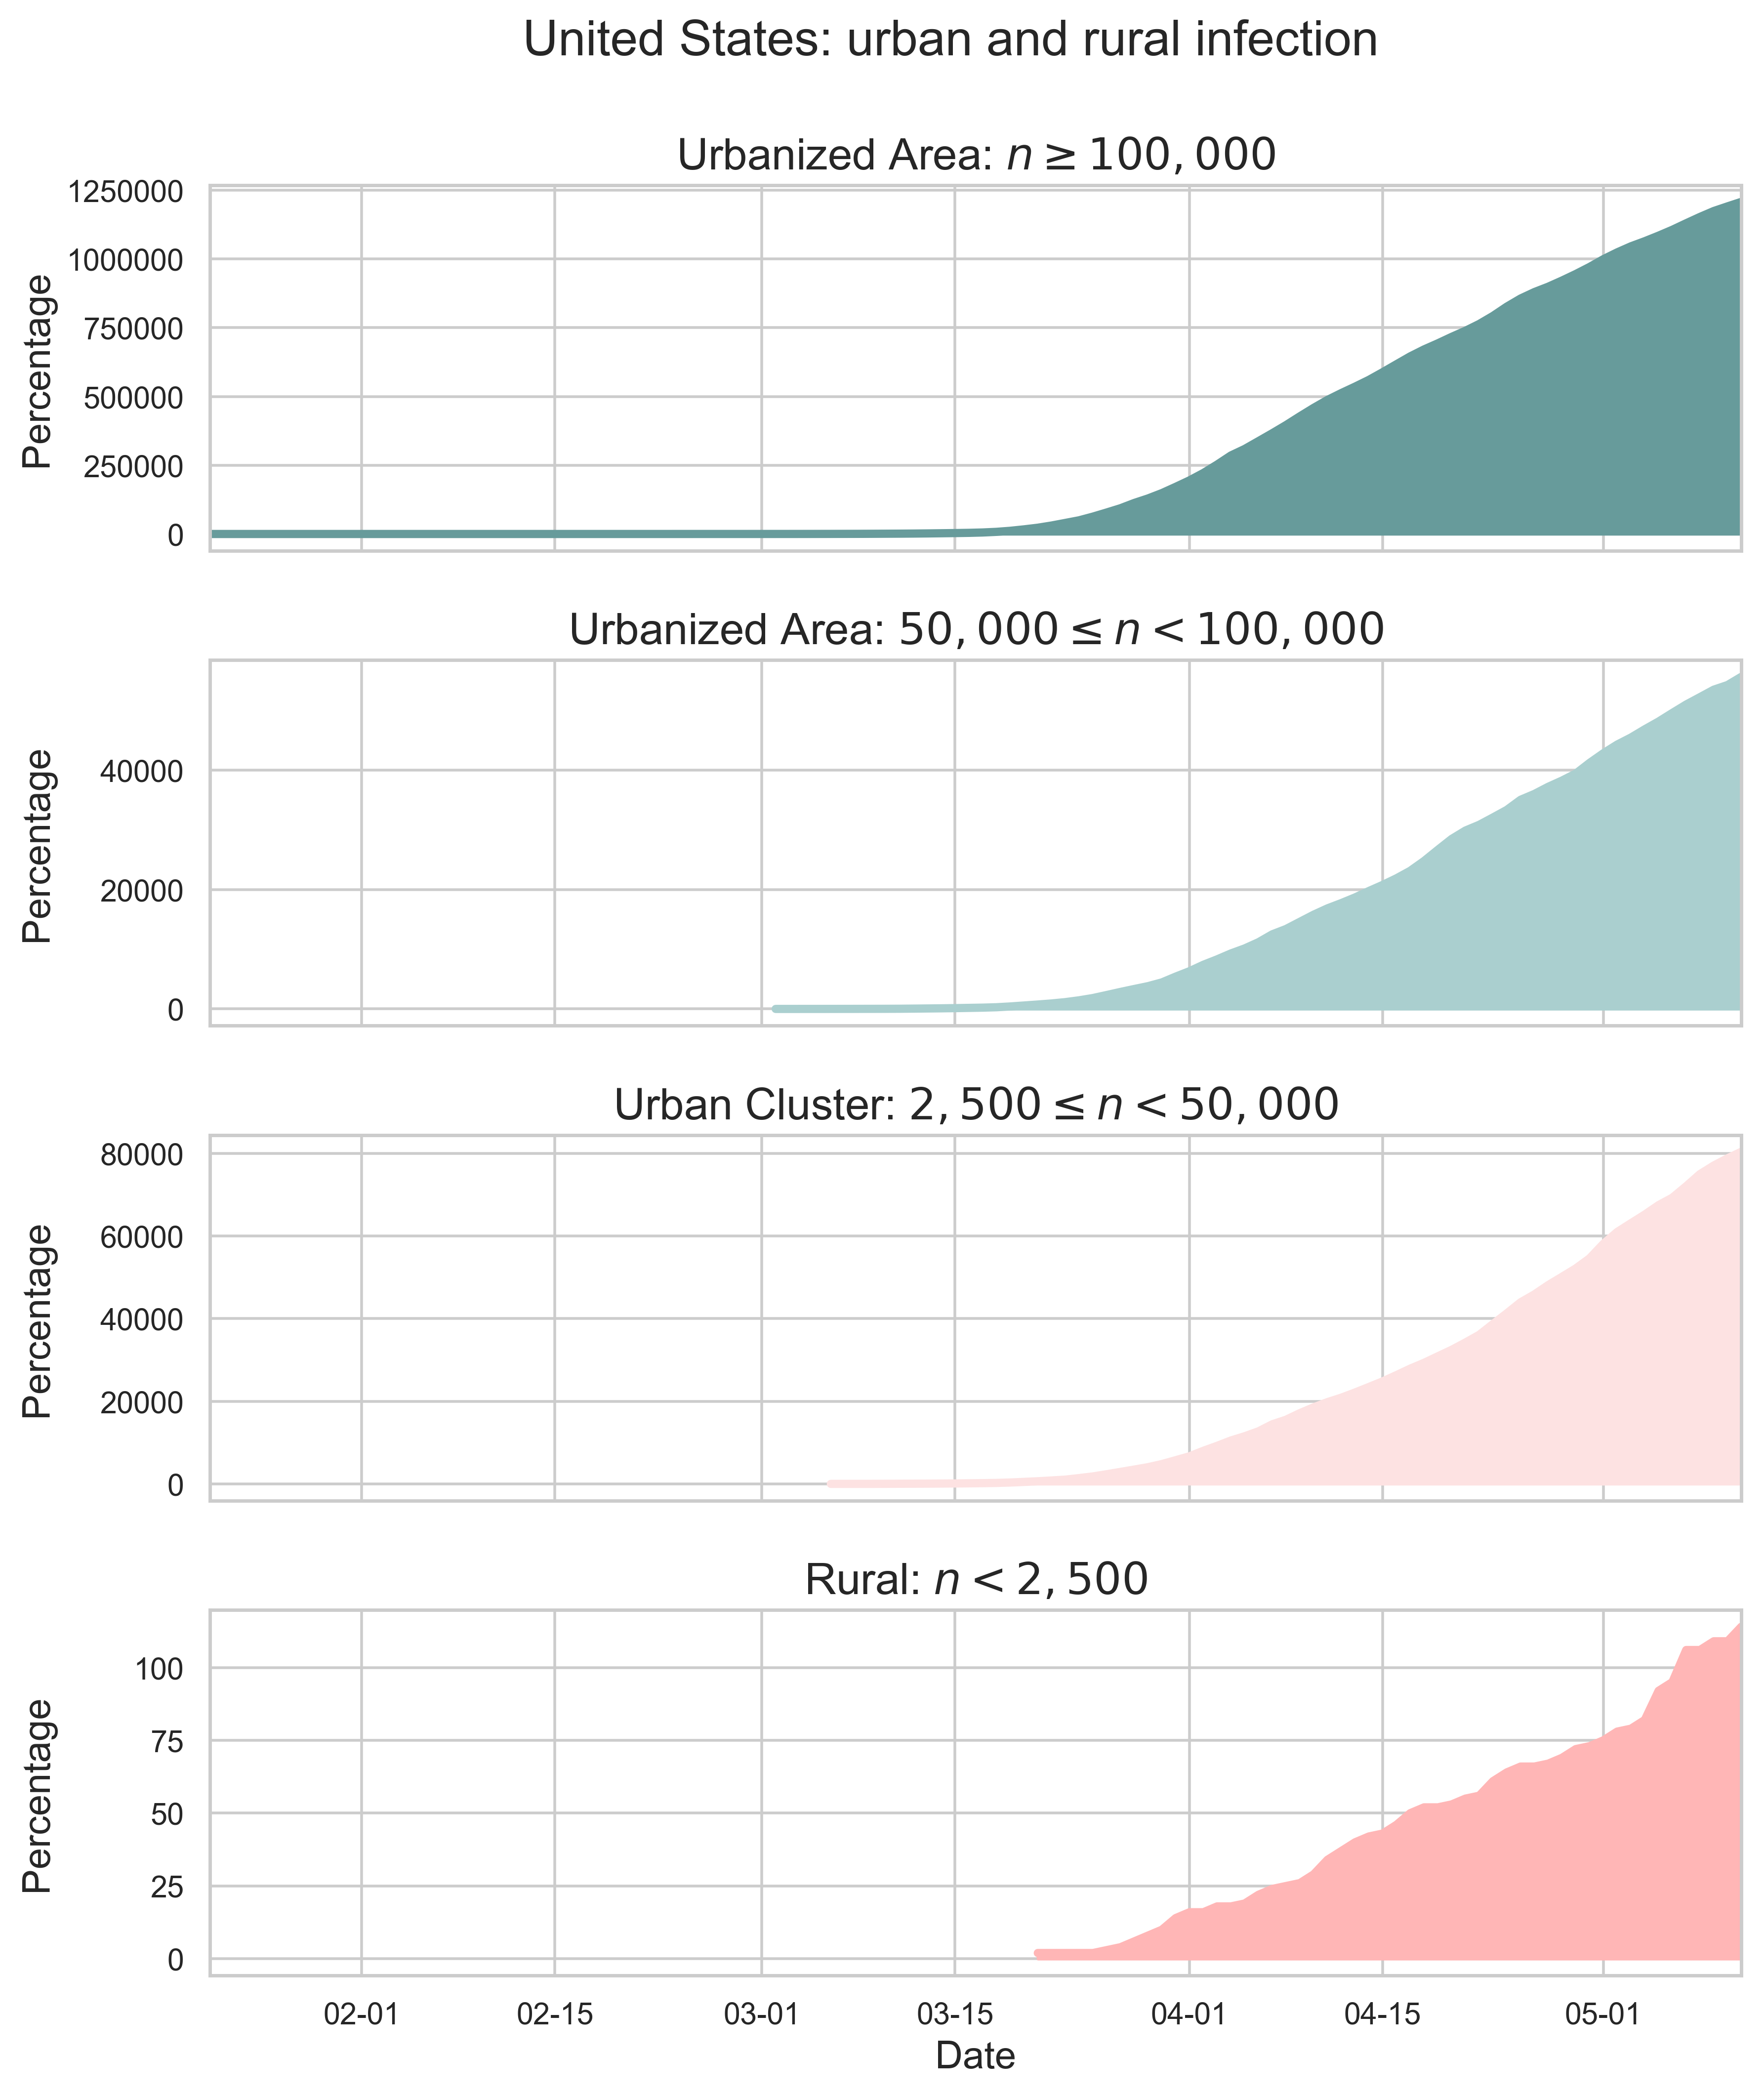 United States: urban and rural infection
Urbanized Area: n ≥ 100,000
1250000
1000000
750000
500000
250000
0
Percentage
Urbanized Area: 50,000 ≤ n < 100,000
40000
20000
0
Percentage
Urban Cluster: 2,500 ≤ n < 50,000
80000
60000
40000
20000
0
Percentage
Rural: n < 2,500
100
75
50
25
0
Percentage
02-01 02-15 03-01 03-15 04-01 04-15 05-01
Date